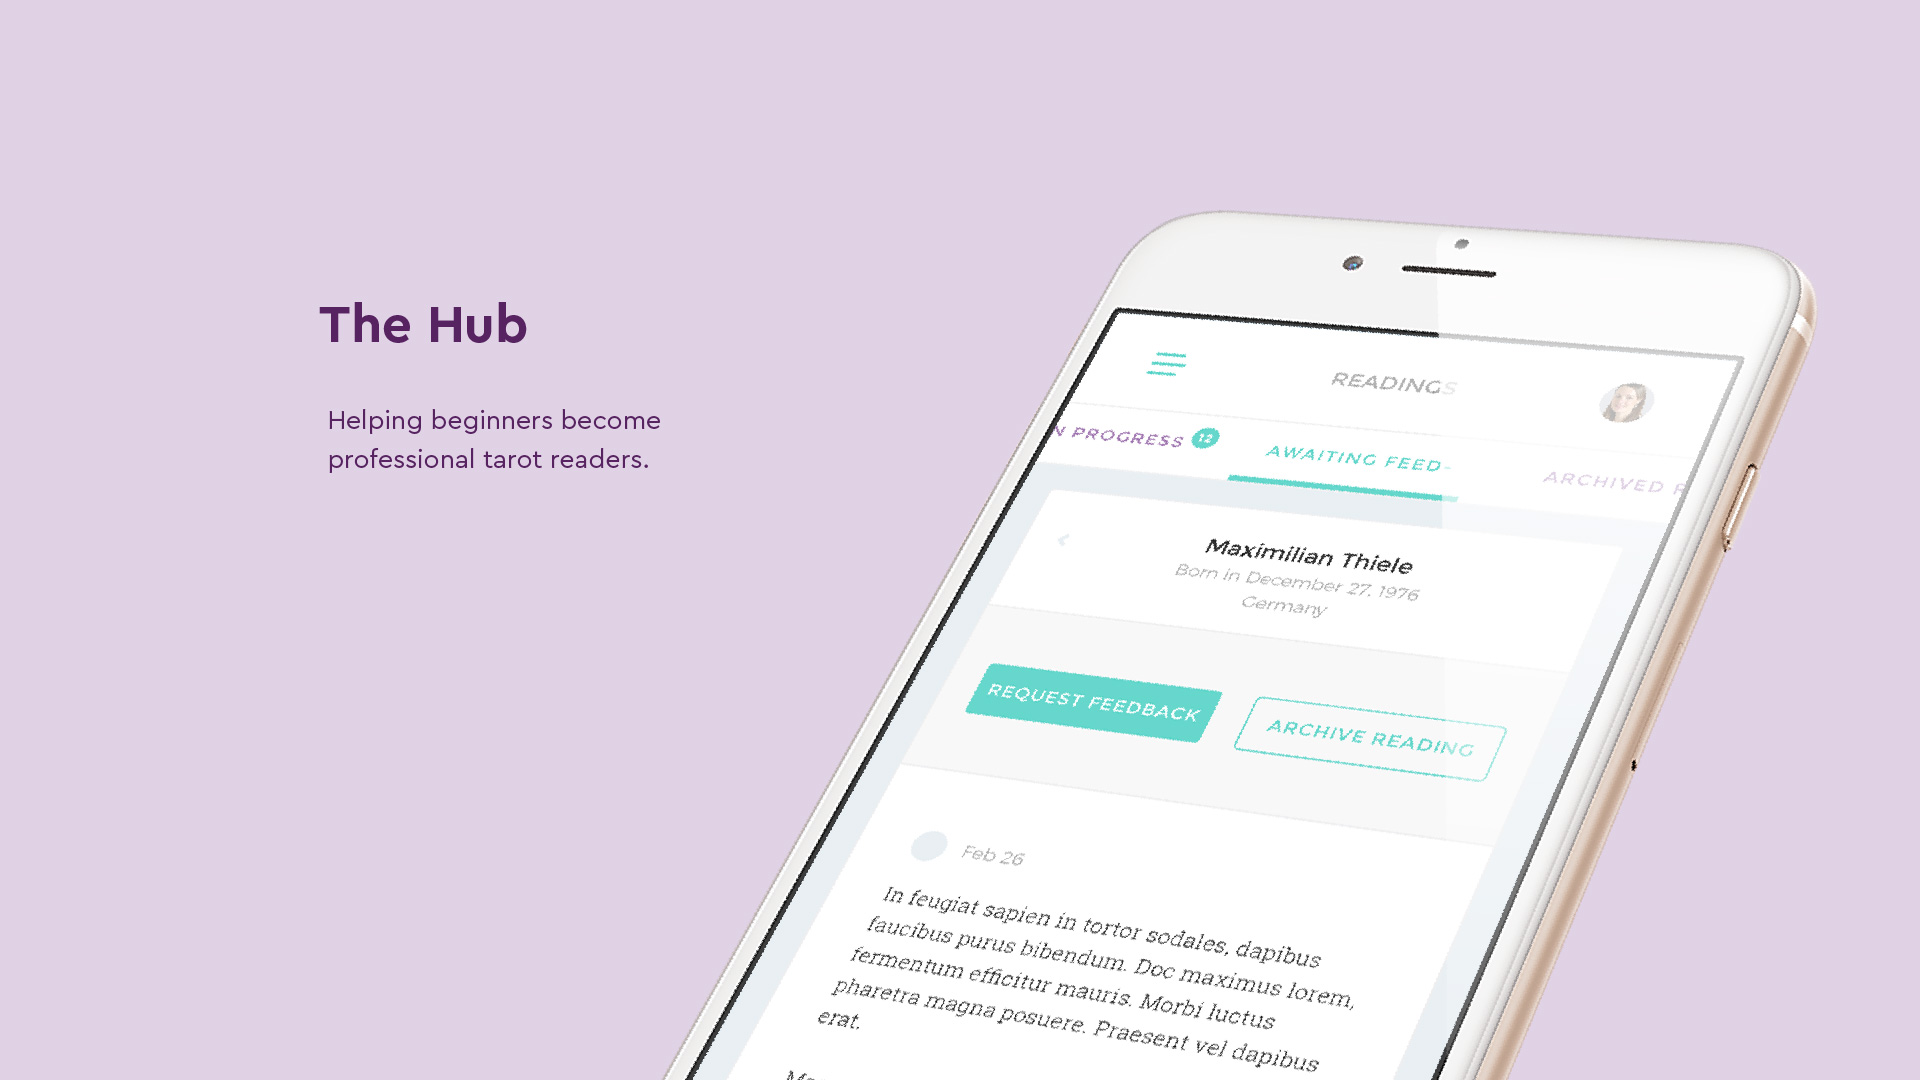 The Hub
Helping beginners become
professional tarot readers.
READINGS
N PROGRESS 12
AWAITING FEED-
ARCHIVED R
Maximilian Thiele
Born in December 27, 1976
Germany
REQUEST FEEDBACK
ARCHIVE READING
Feb 26
In feugiat sapien in tortor sodales, dapibus
faucibus purus bibendum. Doc maximus lorem,
fermentum efficitur mauris. Morbi luctus
pharetra magna posuere. Praesent vel dapibus
erat.